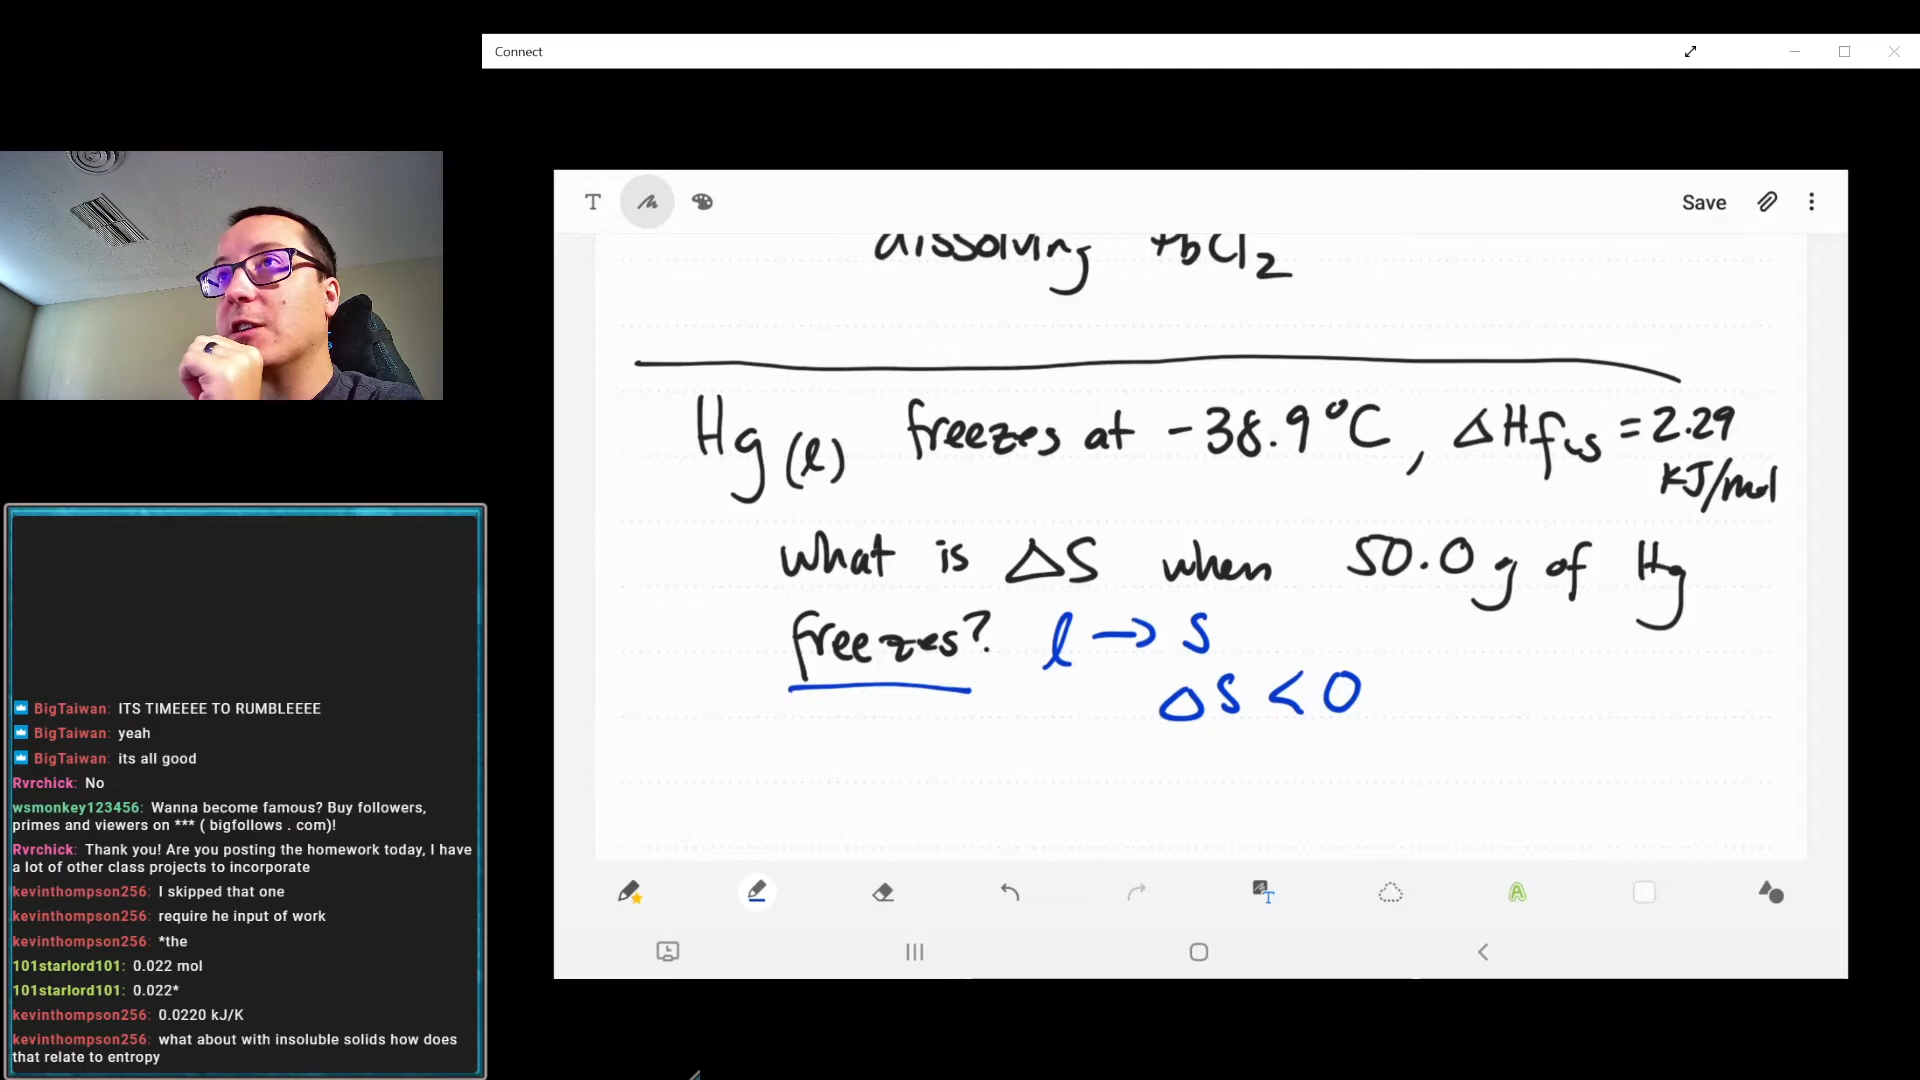 Connect
T
Save
dissolving PbCl2
Hg(l) freezes at -38.9°C, ΔHfus = 2.29
kJ/mol
what is ΔS when 50.0 g of Hg
freezes? l → s
ΔS < 0
BigTaiwan: ITS TIMEEEE TO RUMBLEEEE
BigTaiwan: yeah
BigTaiwan: its all good
Rvrchick: No
wsmonkey123456: Wanna become famous? Buy followers,
primes and viewers on *** ( bigfollows . com)!
Rvrchick: Thank you! Are you posting the homework today, I have
a lot of other class projects to incorporate
kevinthompson256: I skipped that one
kevinthompson256: require he input of work
kevinthompson256: *the
101starlord101: 0.022 mol
101starlord101: 0.022*
kevinthompson256: 0.0220 kJ/K
kevinthompson256: what about with insoluble solids how does
that relate to entropy